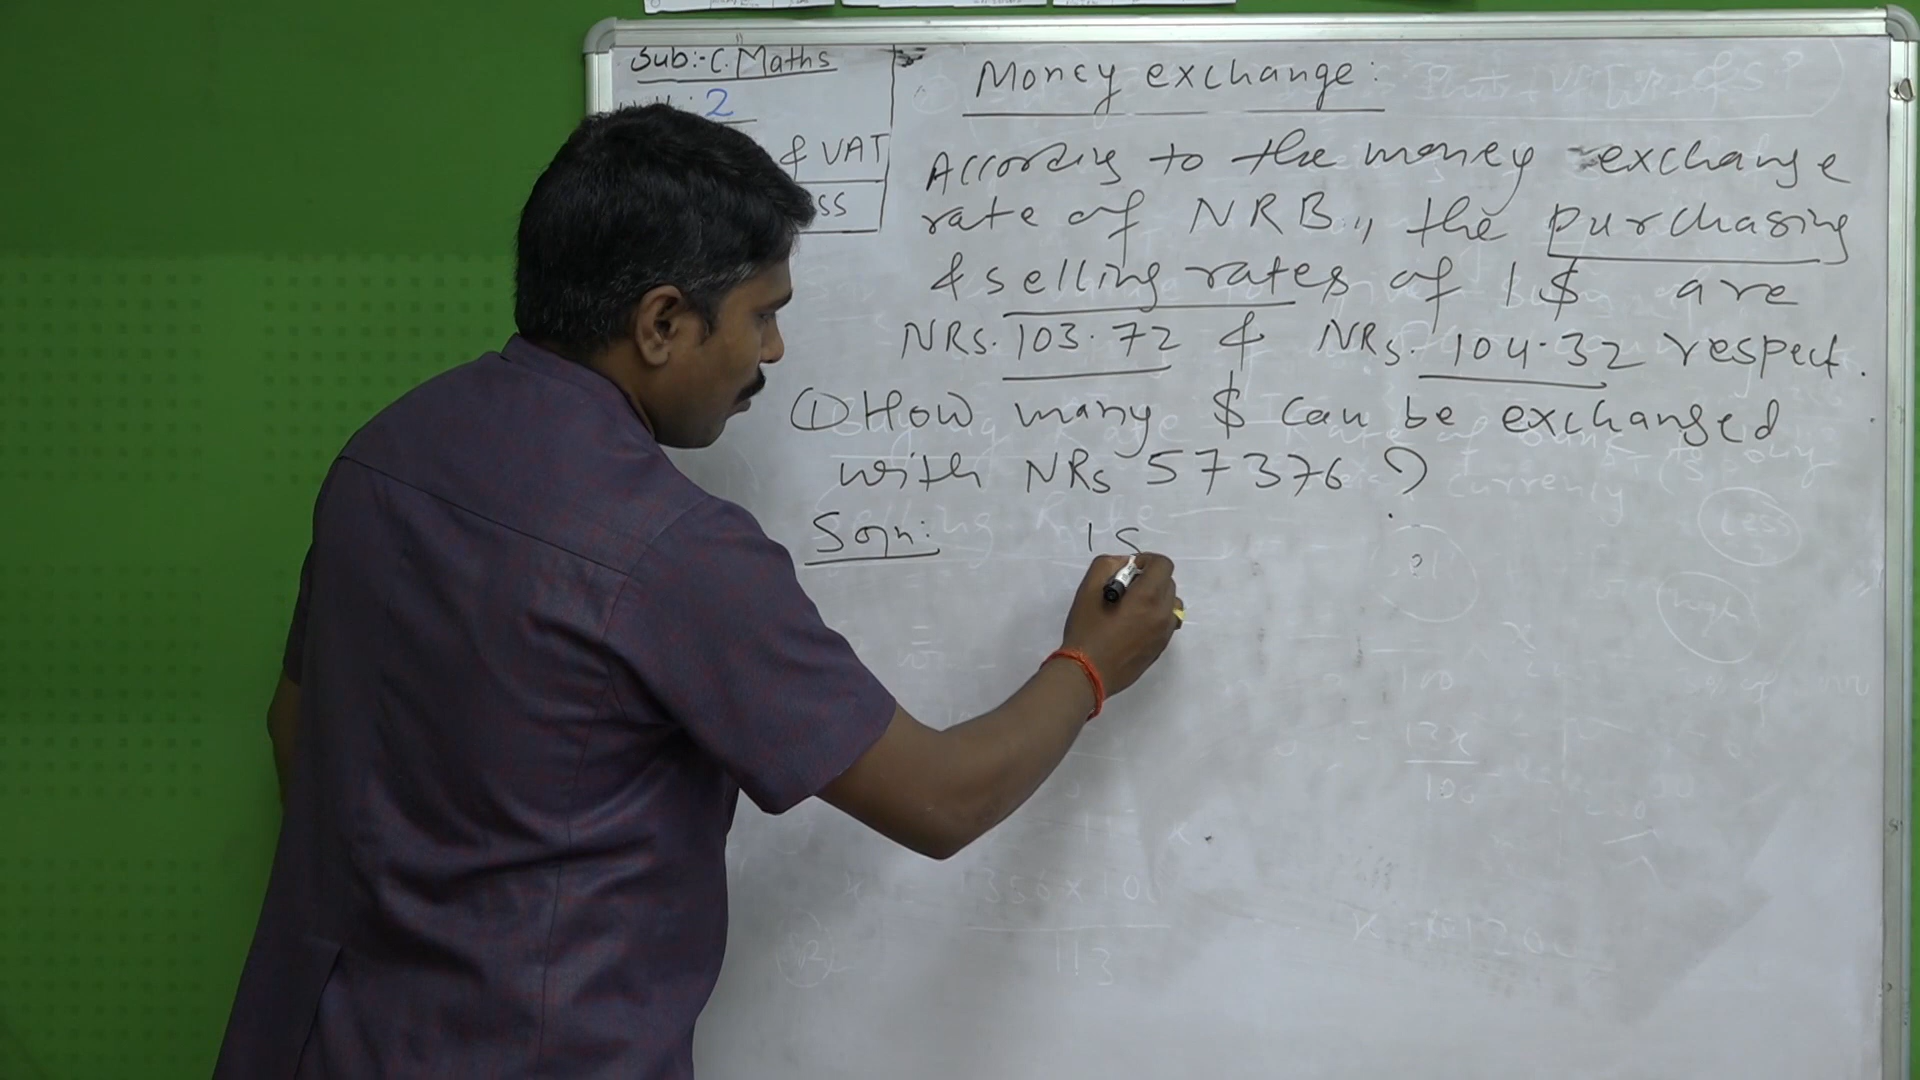 Sub:- C. Maths
2
& VAT
ss
Money exchange:
According to the money exchange
rate of NRB,, the purchasing
& selling rates of 1$ are
NRs. 103.72 & NRs. 104.32 respect.
① How many $ can be exchanged
with NRs 57376 ?
Soln: 1S